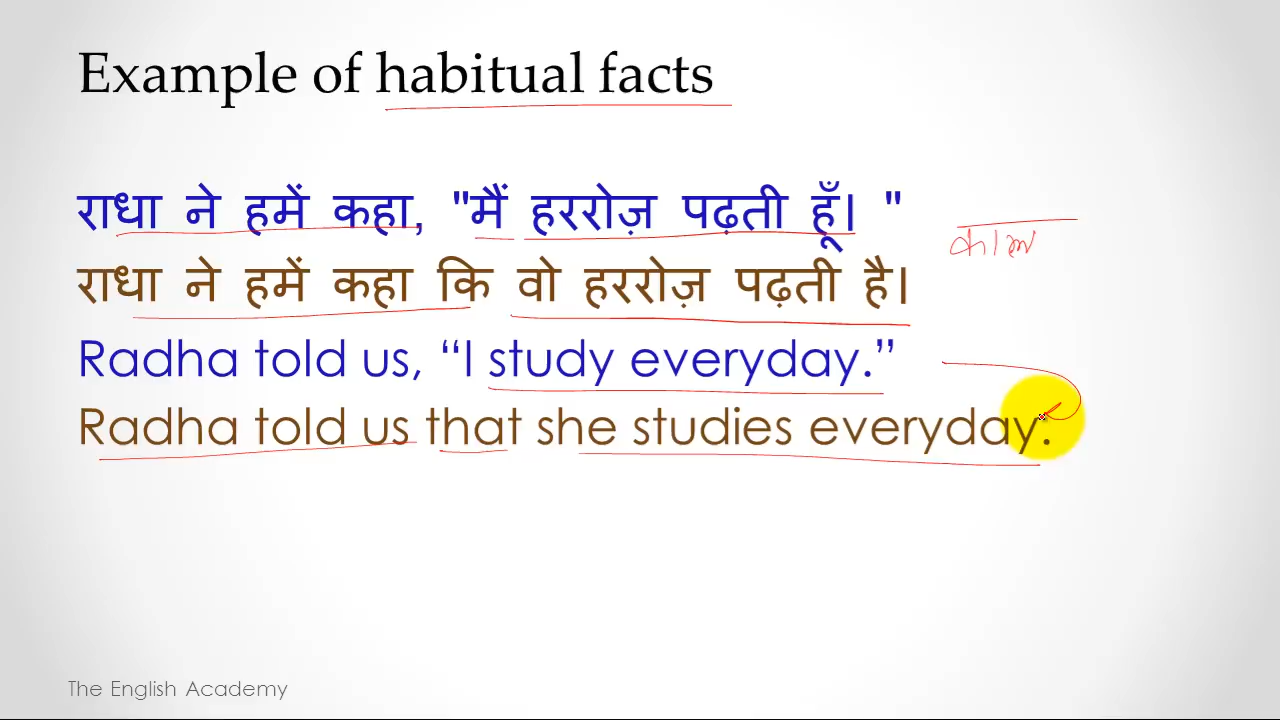 Example of habitual facts
राधा ने हमें कहा, "मैं हररोज़ पढ़ती हूँ। "
काल
राधा ने हमें कहा कि वो हररोज़ पढ़ती है।
Radha told us, “I study everyday.”
Radha told us that she studies everyday.
The English Academy